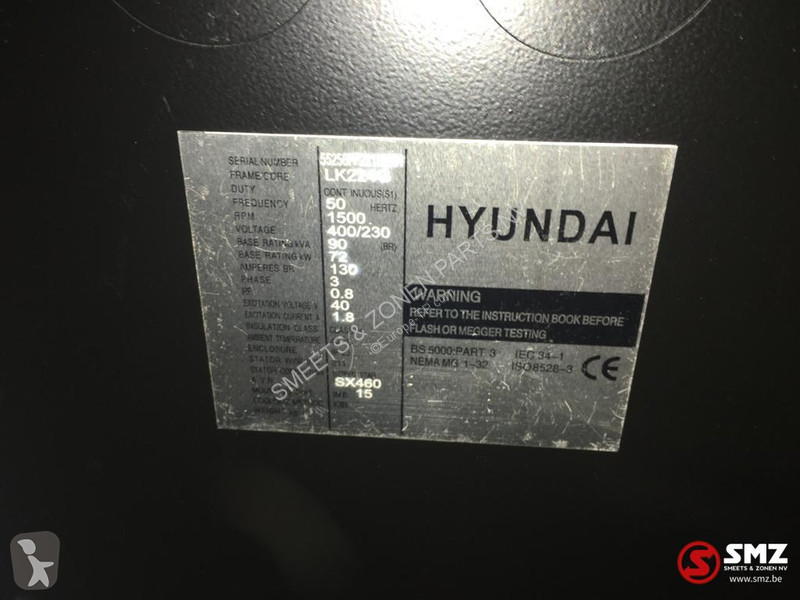 SERIAL NUMBER
FRAME/CORE
DUTY CONTINUOUS(S1)
FREQUENCY 50 HERTZ
RPM 1500
VOLTAGE 400/230
BASE RATING kVA 90 (BR)
BASE RATING kW 72
AMPERES BR 130
PHASE 3
PF 0.8
EXCITATION VOLTAGE V 40
EXCITATION CURRENT A 1.8
INSULATION CLASS
AMBIENT TEMPERATURE
ENCLOSURE
STATOR
STATOR
SX460
15
HYUNDAI
WARNING
REFER TO THE INSTRUCTION BOOK BEFORE
FLASH OR MEGGER TESTING
BS 5000:PART 3 IEC 34-1
NEMA MG 1-32 ISO8528-3 CE
SMEETS & ZONEN PARTS
SMZ
SMEETS & ZONEN NV
www.smz.be